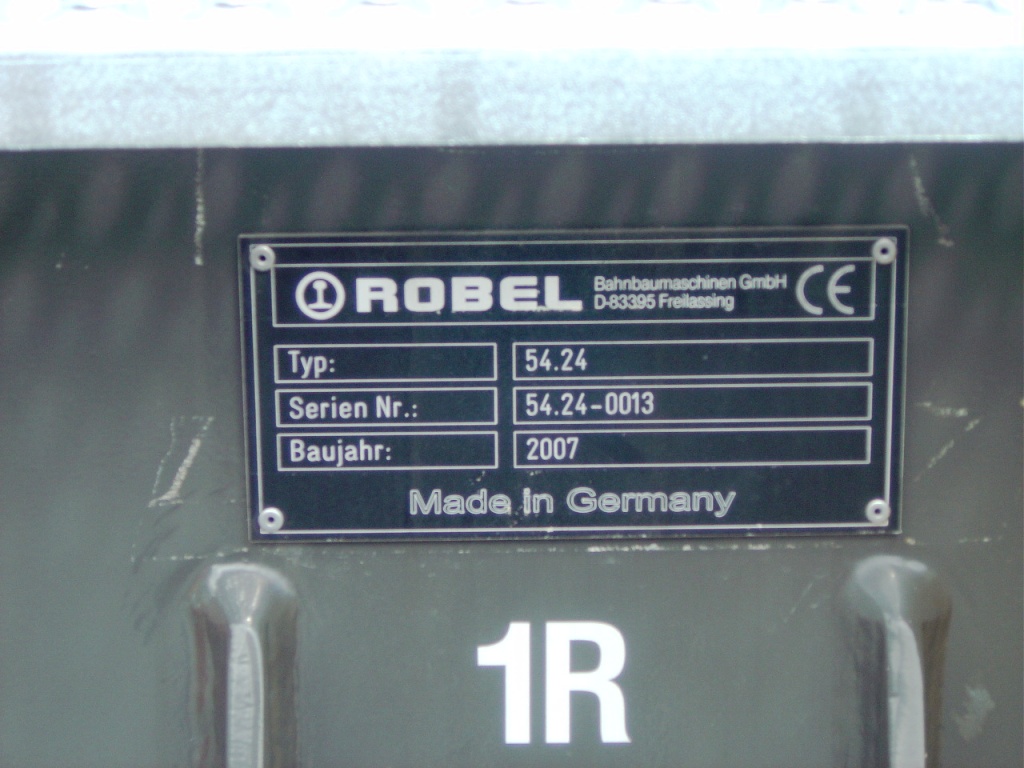 ROBEL Bahnbaumaschinen GmbH CE
D-83395 Freilassing
Typ: 54.24
Serien Nr.: 54.24-0013
Baujahr: 2007
Made in Germany
1R